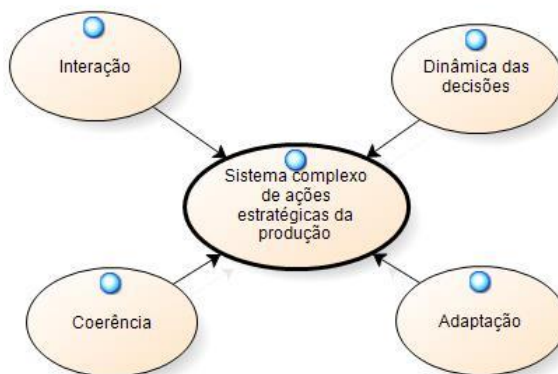 Interação
Dinâmica das
decisões
Sistema complexo
de ações
estratégicas da
produção
Coerência
Adaptação